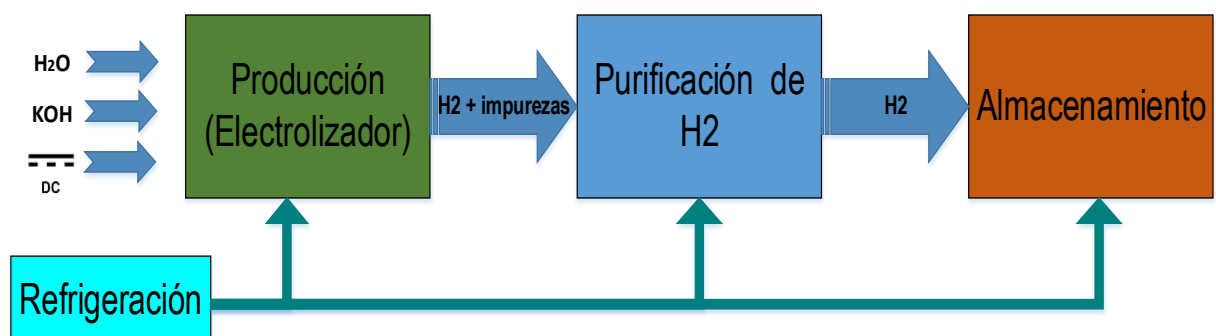 H2O
KOH
DC
Producción
(Electrolizador)
H2 + impurezas
Purificación de
H2
H2
Almacenamiento
Refrigeración